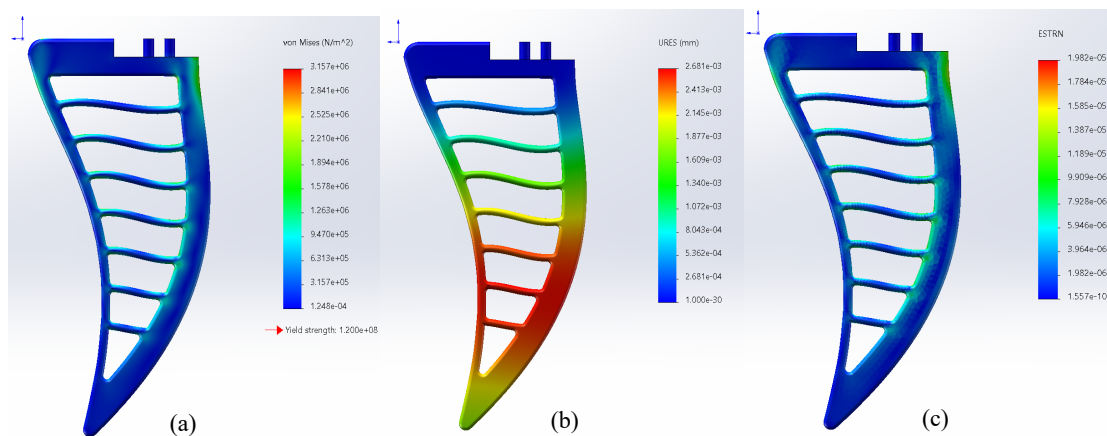 von Mises (N/m^2)
3.157e+06
2.841e+06
2.525e+06
2.210e+06
1.894e+06
1.578e+06
1.263e+06
9.470e+05
6.313e+05
3.157e+05
1.248e-04
Yield strength: 1.200e+08
(a)
URES (mm)
2.681e-03
2.413e-03
2.145e-03
1.877e-03
1.609e-03
1.340e-03
1.072e-03
8.043e-04
5.362e-04
2.681e-04
1.000e-30
(b)
ESTRN
1.982e-05
1.784e-05
1.387e-05
1.189e-05
9.909e-06
7.928e-06
5.946e-06
3.964e-06
1.982e-06
1.557e-10
(c)